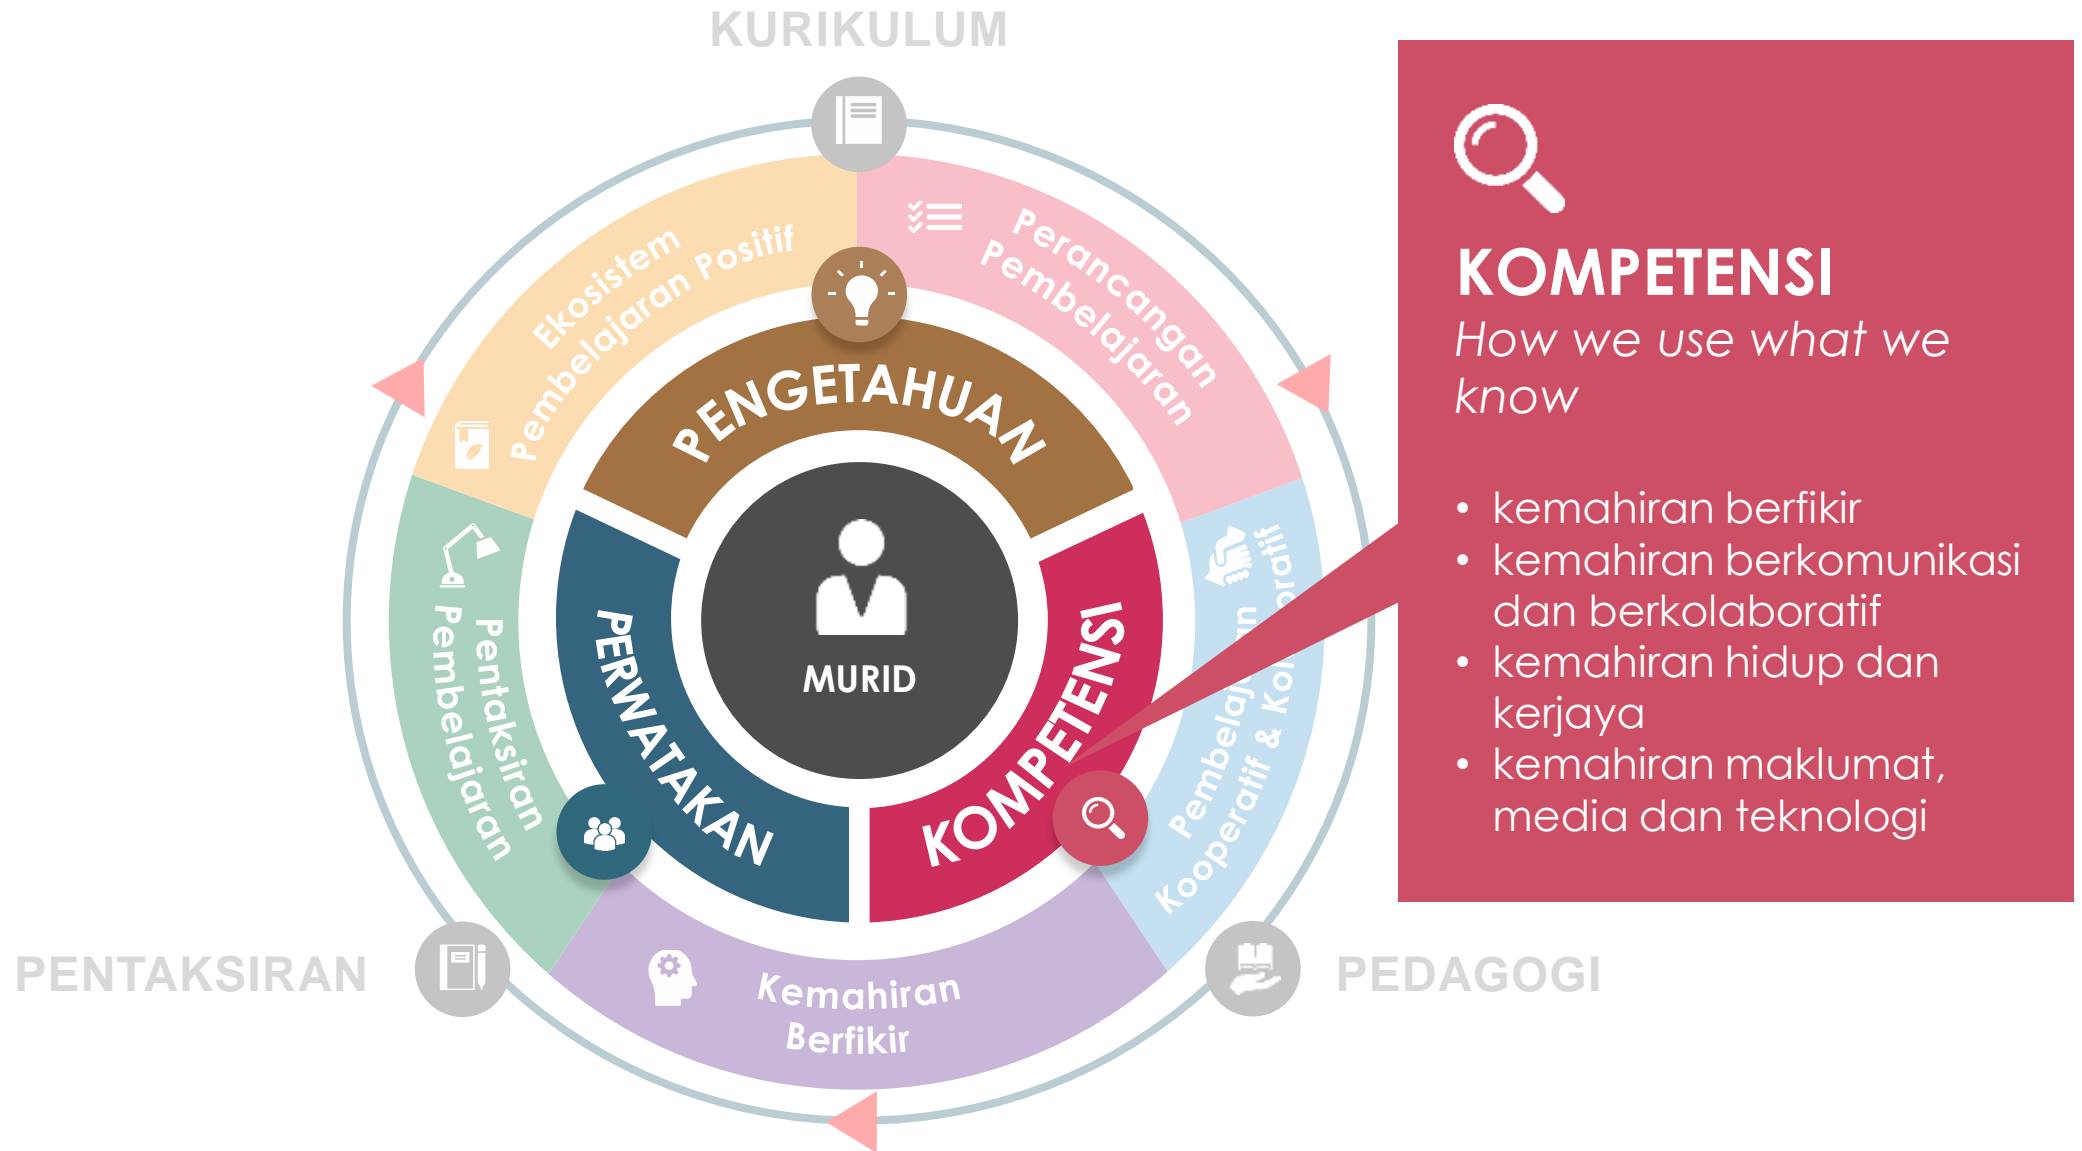 KURIKULUM
Ekosistem
Pembelajaran Positif
Perancangan
Pembelajaran
PENGETAHUAN
MURID
PERWATAKAN
KOMPETENSI
Pentaksiran
Pembelajaran
Pembelajaran
Kooperatif &
Kemahiran
Berfikir
PENTAKSIRAN
PEDAGOGI
KOMPETENSI
How we use what we
know
• kemahiran berfikir
• kemahiran berkomunikasi
dan berkolaboratif
• kemahiran hidup dan
kerjaya
• kemahiran maklumat,
media dan teknologi